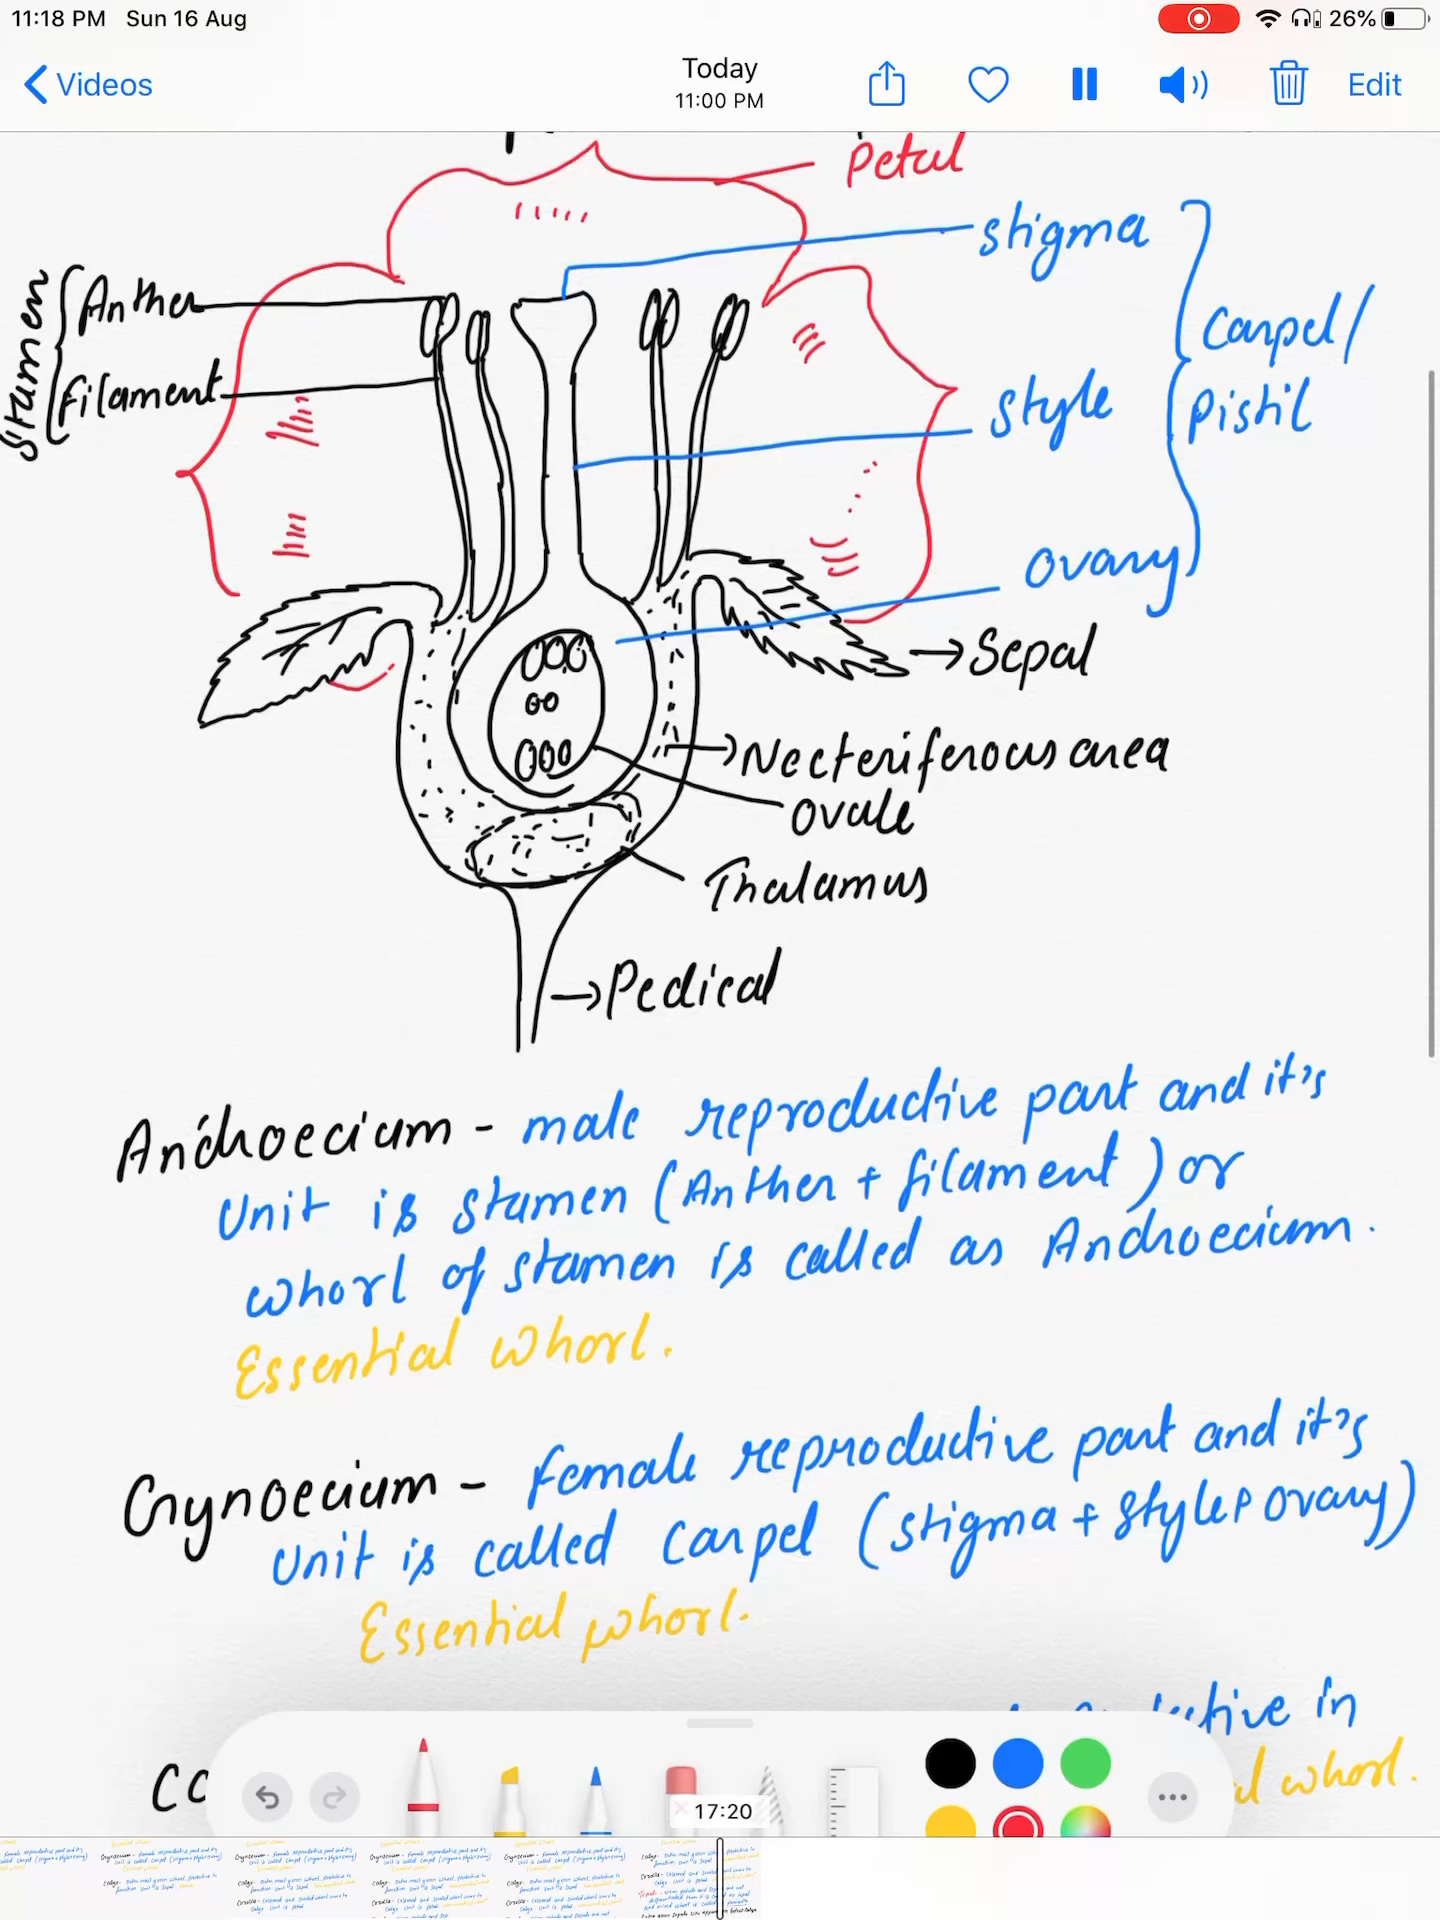 11:18 PM Sun 16 Aug
26%
Videos
Today
11:00 PM
Edit
Petal
stigma
Stamen
Anther
filament
Carpel/
Pistil
Style
Ovary
Sepal
Necteriferous area
Ovule
Thalamus
Pedical
Androecium - male reproductive part and it's
Unit is stamen (Anther + filament) or
whorl of stamen is called as Androecium.
Essential whorl.
Gynoecium - female reproductive part and it's
Unit is called Carpel (stigma + style + ovary)
Essential whorl.
in
whorl.
17:20